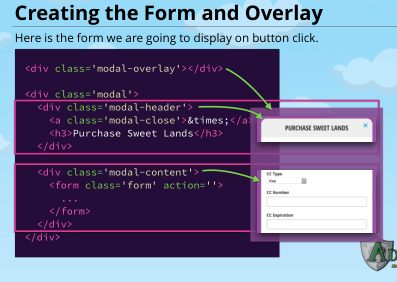 Creating the Form and Overlay
Here is the form we are going to display on button click.
<div class='modal-overlay'></div>
<div class='modal'>
<div class='modal-header'>
<a class='modal-close'>&times;</a>
<h3>Purchase Sweet Lands</h3>
</div>
<div class='modal-content'>
<form class='form' action=''>
...
</form>
</div>
</div>
PURCHASE SWEET LANDS ×
CC Type
Visa
CC Number
CC Expiration